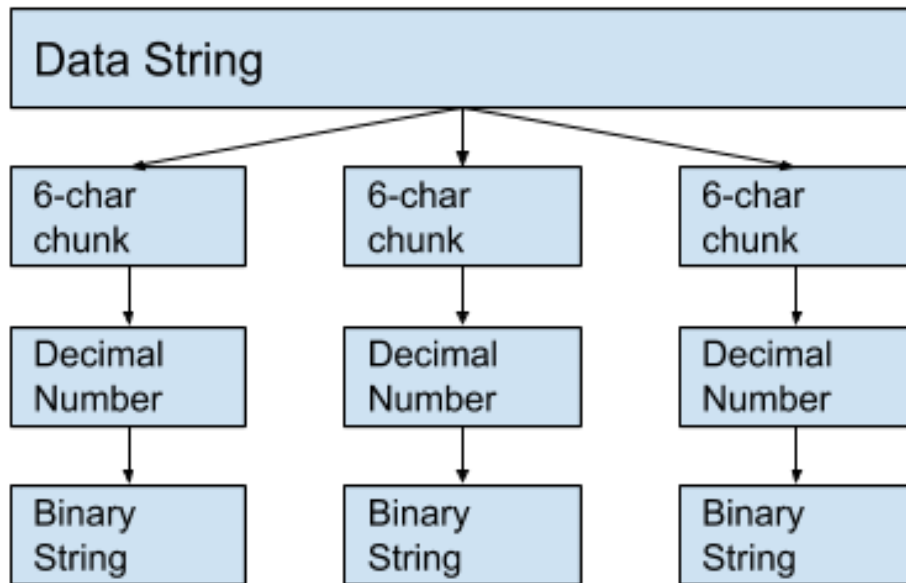 Data String
6-char
chunk
6-char
chunk
6-char
chunk
Decimal
Number
Decimal
Number
Decimal
Number
Binary
String
Binary
String
Binary
String